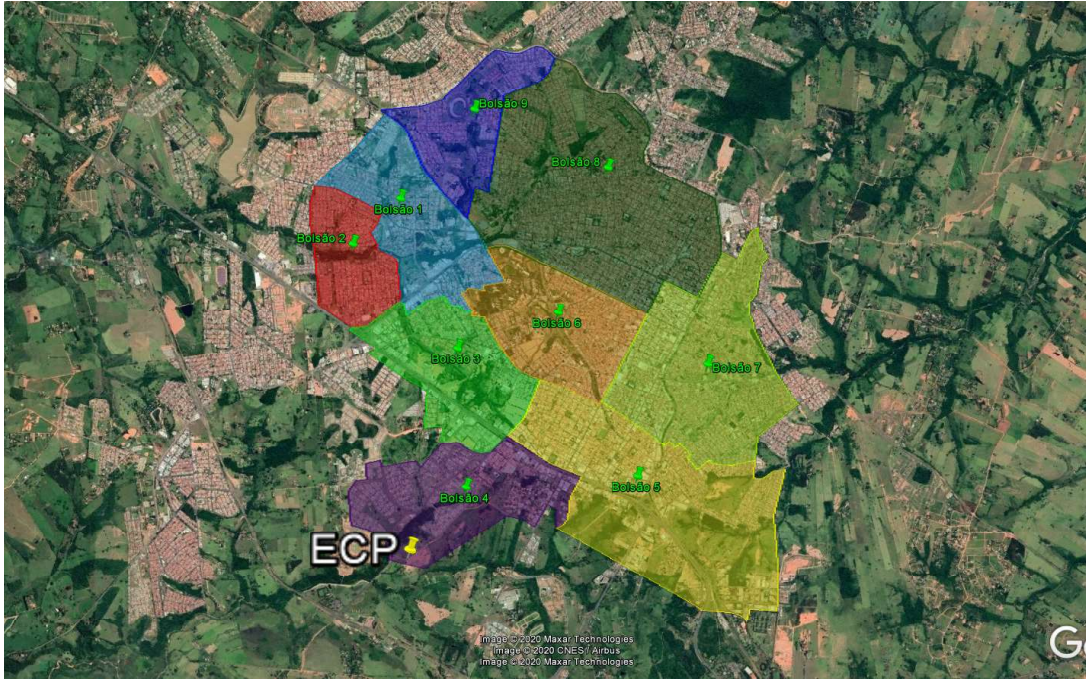 Bolsão 9
Bolsão 8
Bolsão 1
Bolsão 2
Bolsão 6
Bolsão 3
Bolsão 7
Bolsão 5
Bolsão 4
ECP
Image © 2020 Maxar Technologies
Image © 2020 CNES / Airbus
Image © 2020 Maxar Technologies
Go